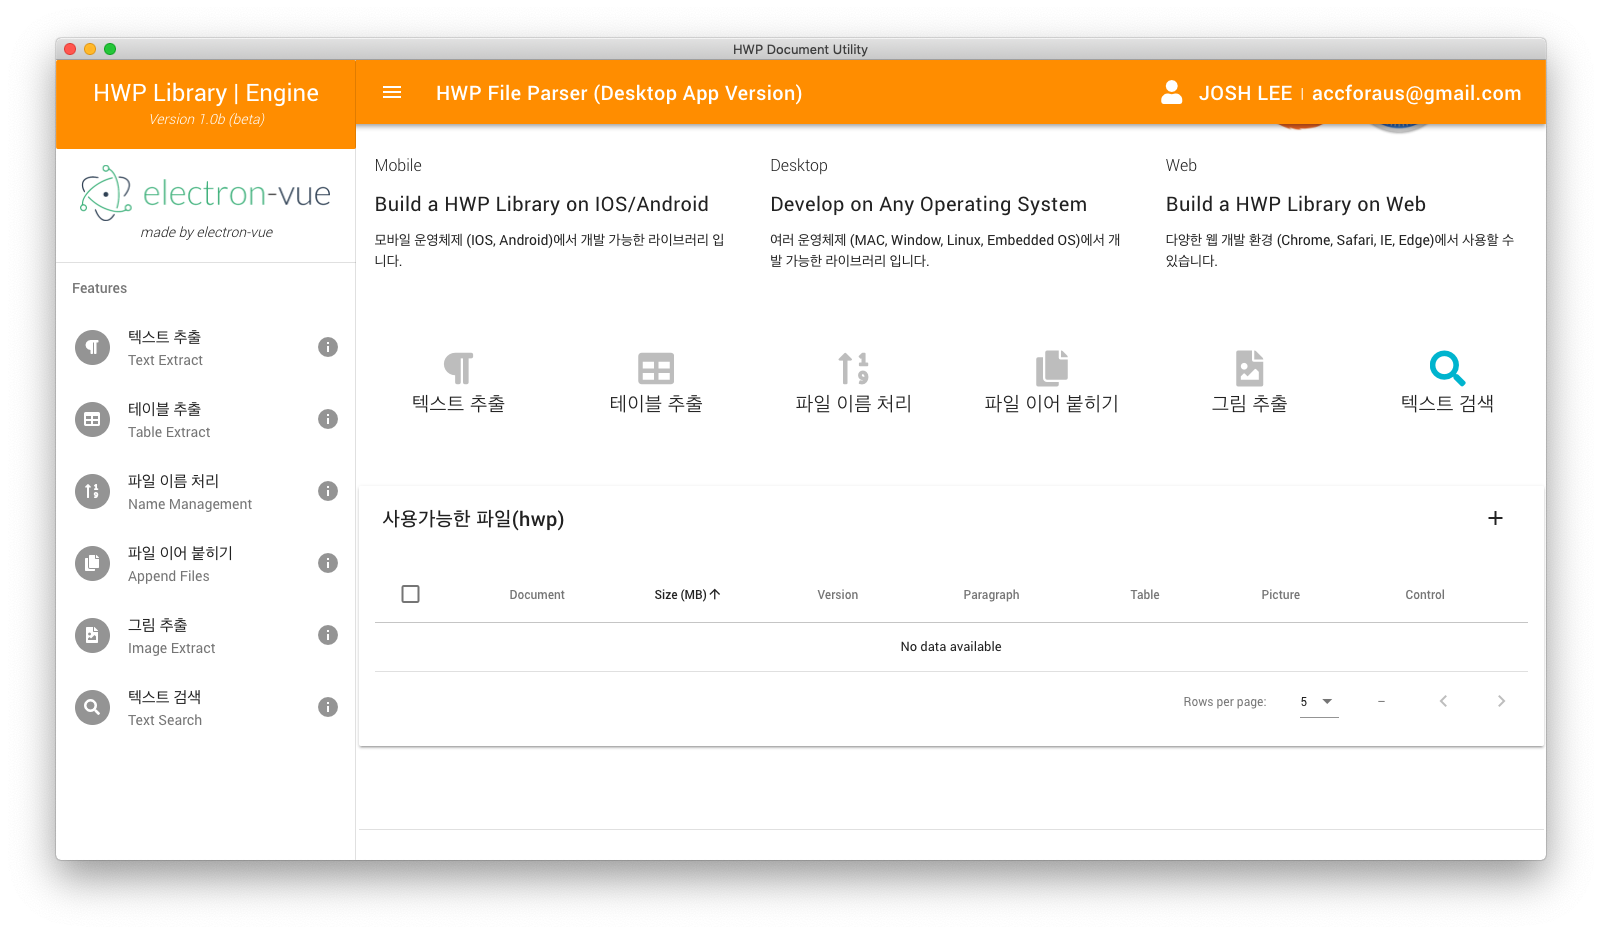 HWP Document Utility
HWP Library | Engine
Version 1.0b (beta)
HWP File Parser (Desktop App Version)
JOSH LEE | accforaus@gmail.com
electron-vue
made by electron-vue
Features
텍스트 추출
Text Extract
테이블 추출
Table Extract
파일 이름 처리
Name Management
파일 이어 붙히기
Append Files
그림 추출
Image Extract
텍스트 검색
Text Search
Mobile
Build a HWP Library on IOS/Android
모바일 운영체제 (IOS, Android)에서 개발 가능한 라이브러리 입
니다.
Desktop
Develop on Any Operating System
여러 운영체제 (MAC, Window, Linux, Embedded OS)에서 개
발 가능한 라이브러리 입니다.
Web
Build a HWP Library on Web
다양한 웹 개발 환경 (Chrome, Safari, IE, Edge)에서 사용할 수
있습니다.
텍스트 추출
테이블 추출
파일 이름 처리
파일 이어 붙히기
그림 추출
텍스트 검색
사용가능한 파일(hwp)
Document Size (MB) Version Paragraph Table Picture Control
No data available
Rows per page: 5 –